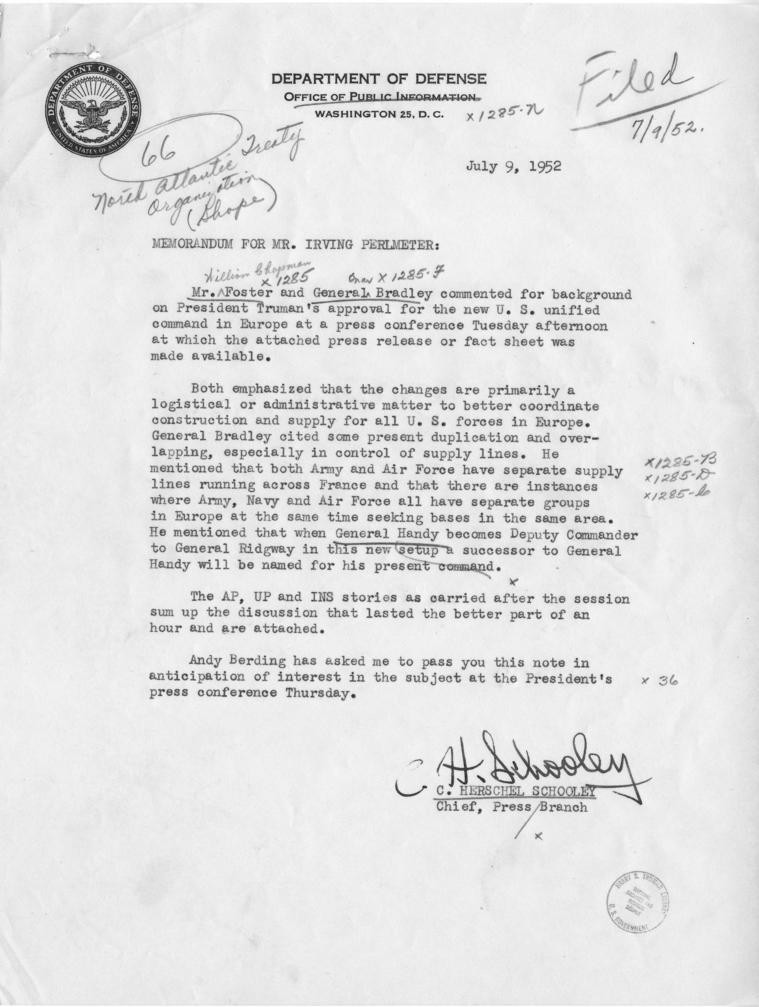 DEPARTMENT OF DEFENSE
UNITED STATES OF AMERICA
DEPARTMENT OF DEFENSE
OFFICE OF PUBLIC INFORMATION
WASHINGTON 25, D. C.
x1285-N
Filed
7/9/52.
66
North Atlantic Treaty
Organization
(Shape)
July 9, 1952
MEMORANDUM FOR MR. IRVING PERLMETER:
William Chapman
x 1285
Omar x 1285-F
Mr. ^Foster and General^ Bradley commented for background
on President Truman's approval for the new U. S. unified
command in Europe at a press conference Tuesday afternoon
at which the attached press release or fact sheet was
made available.
Both emphasized that the changes are primarily a
logistical or administrative matter to better coordinate
construction and supply for all U. S. forces in Europe.
General Bradley cited some present duplication and over-
lapping, especially in control of supply lines. He
mentioned that both Army and Air Force have separate supply
lines running across France and that there are instances
where Army, Navy and Air Force all have separate groups
in Europe at the same time seeking bases in the same area.
He mentioned that when General Handy becomes Deputy Commander
to General Ridgway in this new setup a successor to General
Handy will be named for his present command.
x
x1285-B
x1285-D
x1285-C
The AP, UP and INS stories as carried after the session
sum up the discussion that lasted the better part of an
hour and are attached.
Andy Berding has asked me to pass you this note in
anticipation of interest in the subject at the President's
press conference Thursday.
x 36
C H. Schooley
C. HERSCHEL SCHOOLEY
Chief, Press Branch
x
HARRY S. TRUMAN LIBRARY
U.S. GOVERNMENT